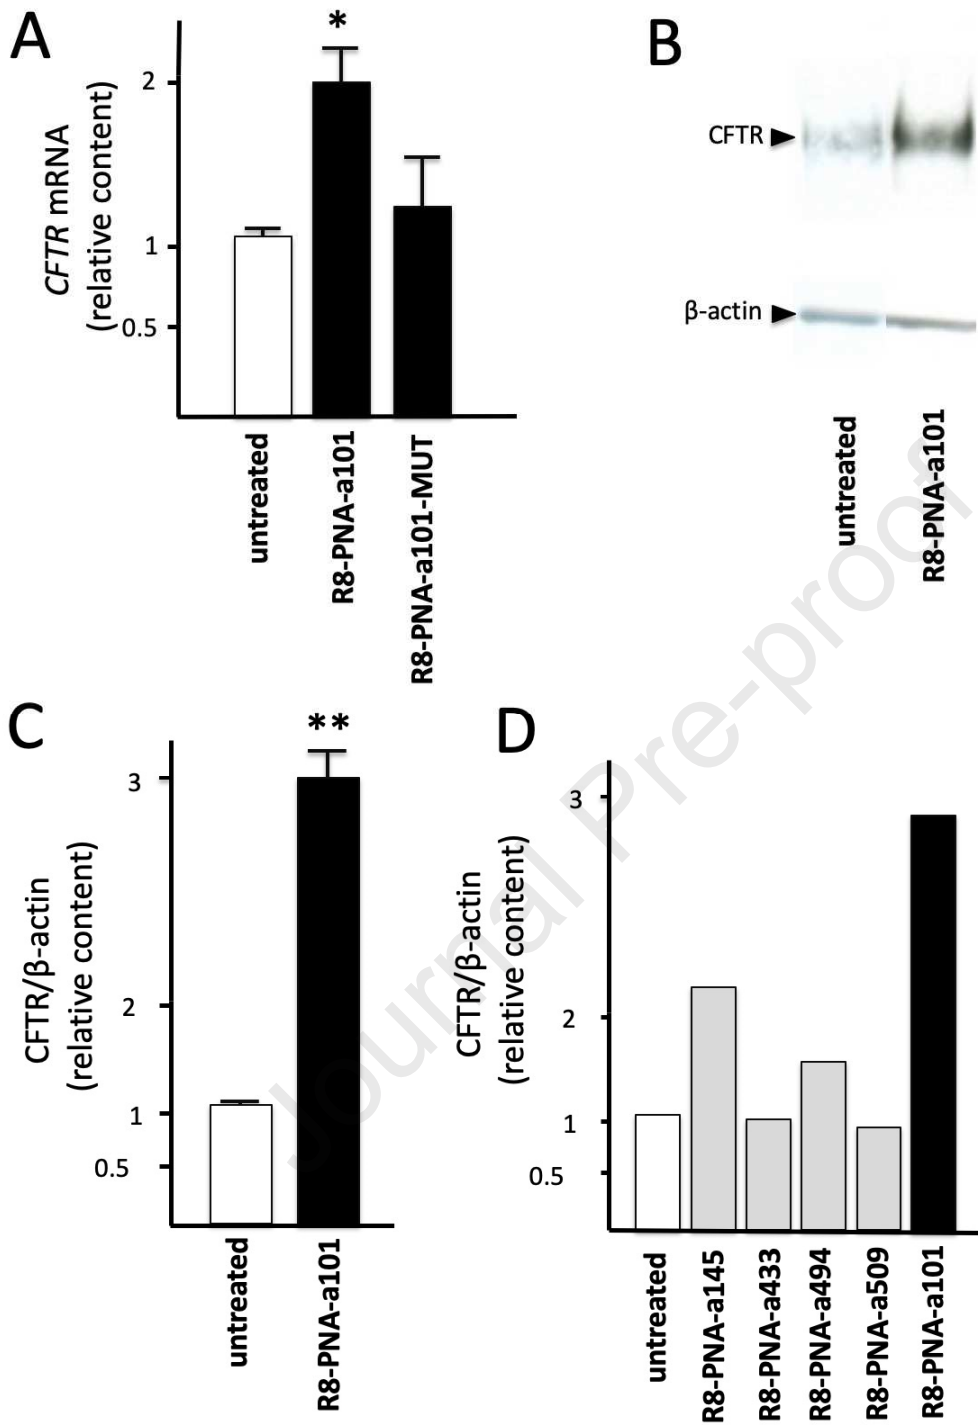 A
*
2
1
0.5
CFTR mRNA
(relative content)
untreated
R8-PNA-a101
R8-PNA-a101-MUT
B
CFTR
β-actin
untreated
R8-PNA-a101
C
**
3
2
1
0.5
CFTR/β-actin
(relative content)
untreated
R8-PNA-a101
D
3
2
1
0.5
CFTR/β-actin
(relative content)
untreated
R8-PNA-a145
R8-PNA-a433
R8-PNA-a494
R8-PNA-a509
R8-PNA-a101
Journal Pre-proof